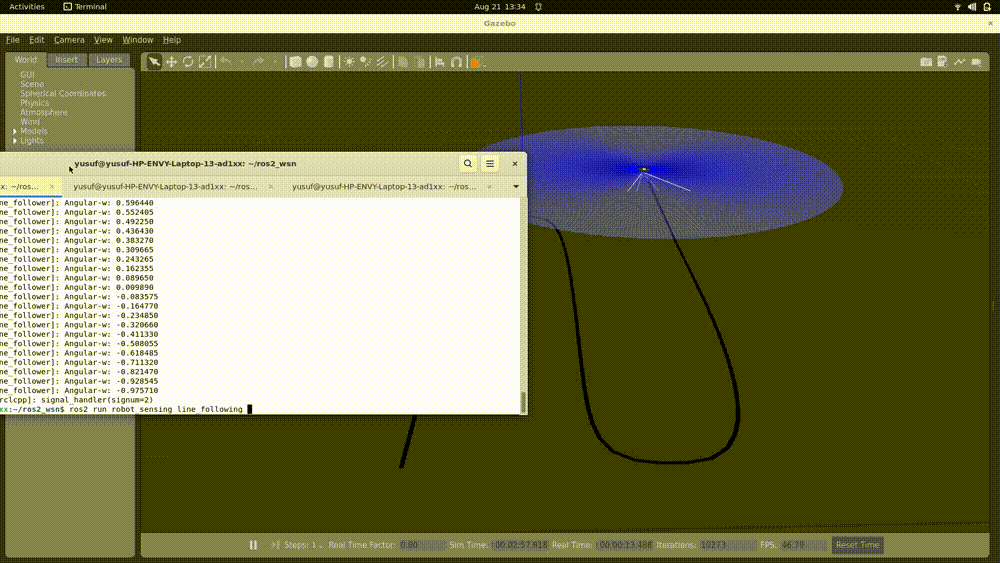 Activities Terminal Aug 21 13:34
Gazebo
File Edit Camera View Window Help
World Insert Layers
GUI
Scene
Spherical Coordinates
Physics
Atmosphere
Wind
Models
Lights
yusuf@yusuf-HP-ENVY-Laptop-13-ad1xx: ~/ros2_wsn
x: ~/ros... yusuf@yusuf-HP-ENVY-Laptop-13-ad1xx: ~/ros... yusuf@yusuf-HP-ENVY-Laptop-13-ad1xx: ~/ros...
ne_follower]: Angular-w: 0.596440
ne_follower]: Angular-w: 0.552405
ne_follower]: Angular-w: 0.492250
ne_follower]: Angular-w: 0.436430
ne_follower]: Angular-w: 0.383270
ne_follower]: Angular-w: 0.309665
ne_follower]: Angular-w: 0.243265
ne_follower]: Angular-w: 0.162355
ne_follower]: Angular-w: 0.089650
ne_follower]: Angular-w: 0.009890
ne_follower]: Angular-w: -0.083575
ne_follower]: Angular-w: -0.164770
ne_follower]: Angular-w: -0.234850
ne_follower]: Angular-w: -0.320660
ne_follower]: Angular-w: -0.411330
ne_follower]: Angular-w: -0.508055
ne_follower]: Angular-w: -0.618485
ne_follower]: Angular-w: -0.711320
ne_follower]: Angular-w: -0.821470
ne_follower]: Angular-w: -0.928545
ne_follower]: Angular-w: -0.975710
rclcpp]: signal_handler(signum=2)
xx:~/ros2_wsn$ ros2 run robot_sensing line_following
Steps: 1 Real Time Factor: 0.80 Sim Time: 00:02:57.818 Real Time: 00:00:13.486 Iterations: 10273 FPS: 46.79 Reset Time